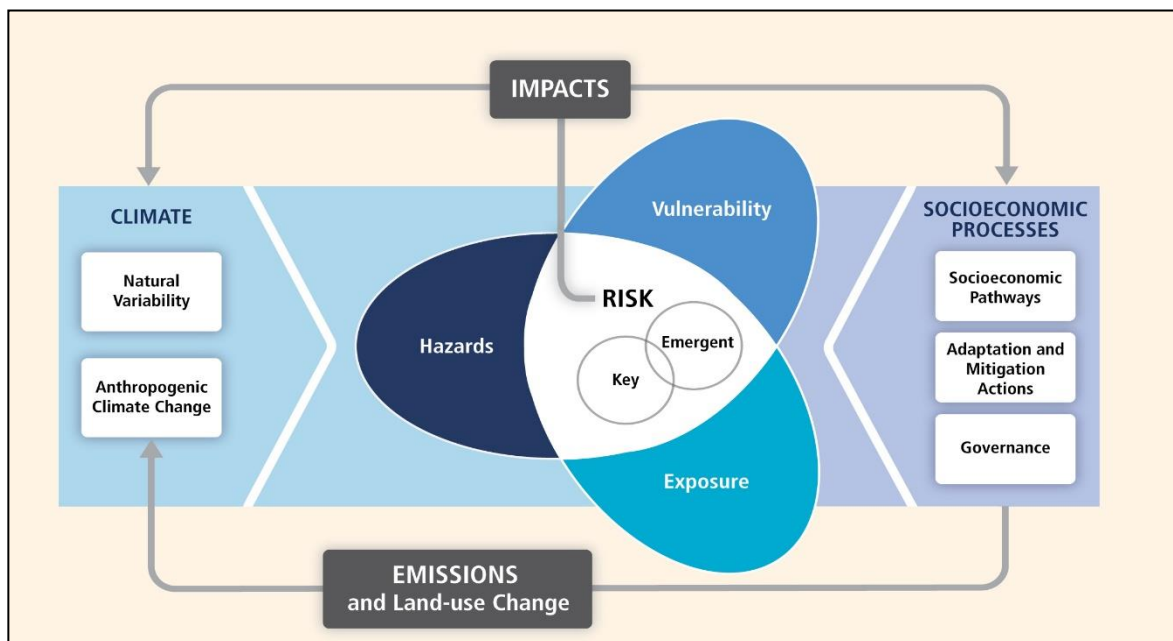 IMPACTS
CLIMATE
Natural
Variability
Anthropogenic
Climate Change
Hazards
Vulnerability
RISK
Emergent
Key
Exposure
SOCIOECONOMIC
PROCESSES
Socioeconomic
Pathways
Adaptation and
Mitigation
Actions
Governance
EMISSIONS
and Land-use Change